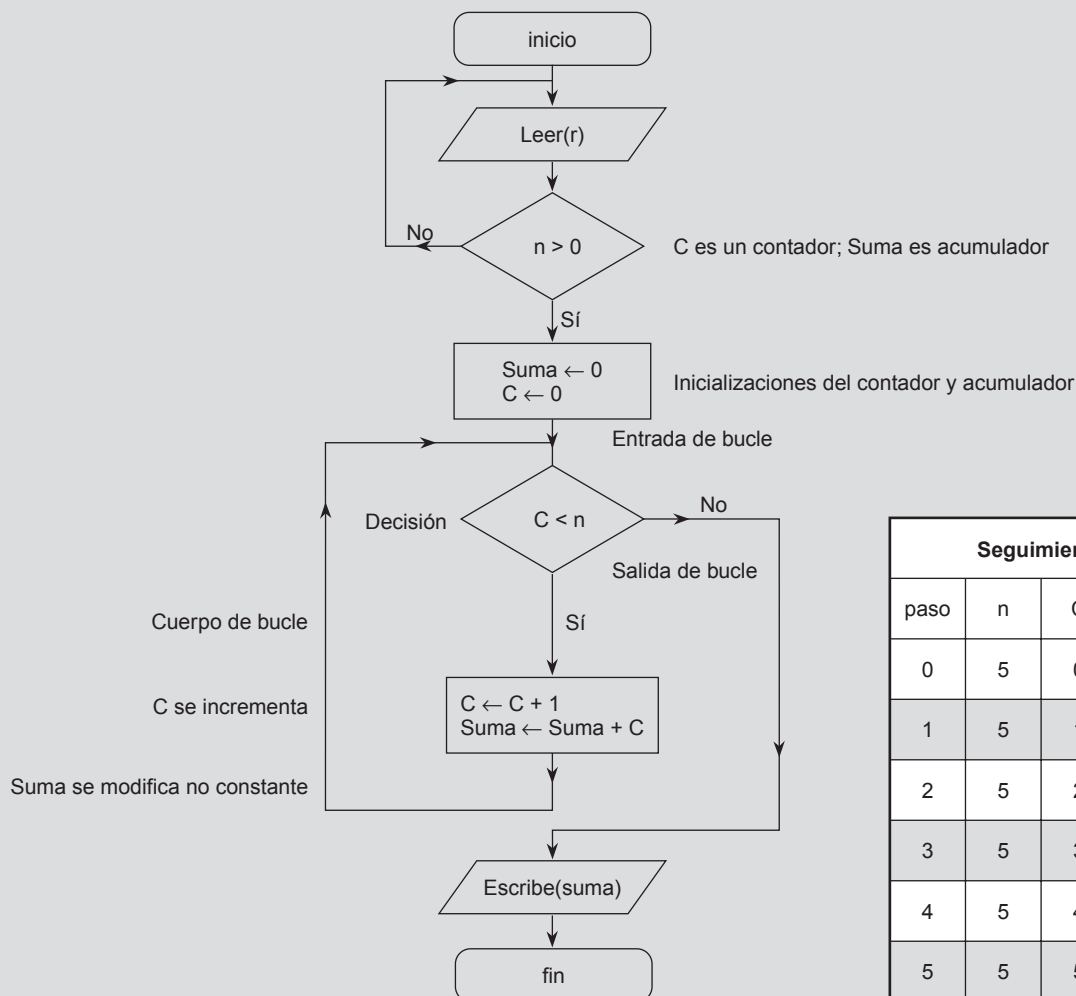 inicio
Leer(r)
No
n > 0
C es un contador; Suma es acumulador
Sí
Suma ← 0
C ← 0
Inicializaciones del contador y acumulador
Entrada de bucle
Decisión
C < n
No
Salida de bucle
Cuerpo de bucle
Sí
C se incrementa
C ← C + 1
Suma ← Suma + C
Suma se modifica no constante
Escribe(suma)
fin
paso n
0 5
1 5
2 5
3 5
4 5
5 5